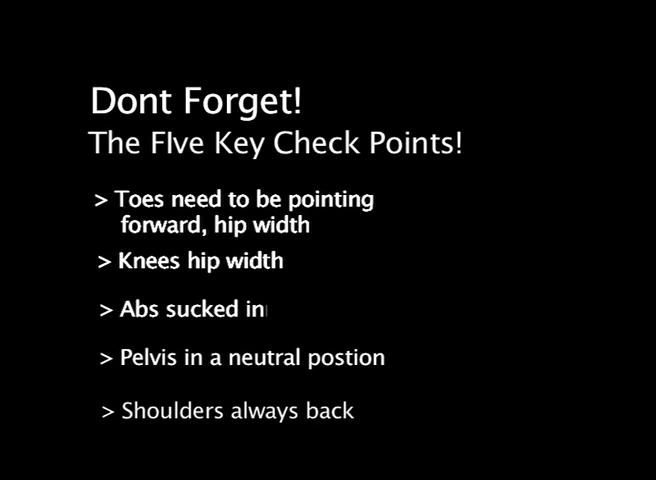 Dont Forget!
The FIve Key Check Points!
> Toes need to be pointing
forward, hip width
> Knees hip width
> Abs sucked in
> Pelvis in a neutral postion
> Shoulders always back